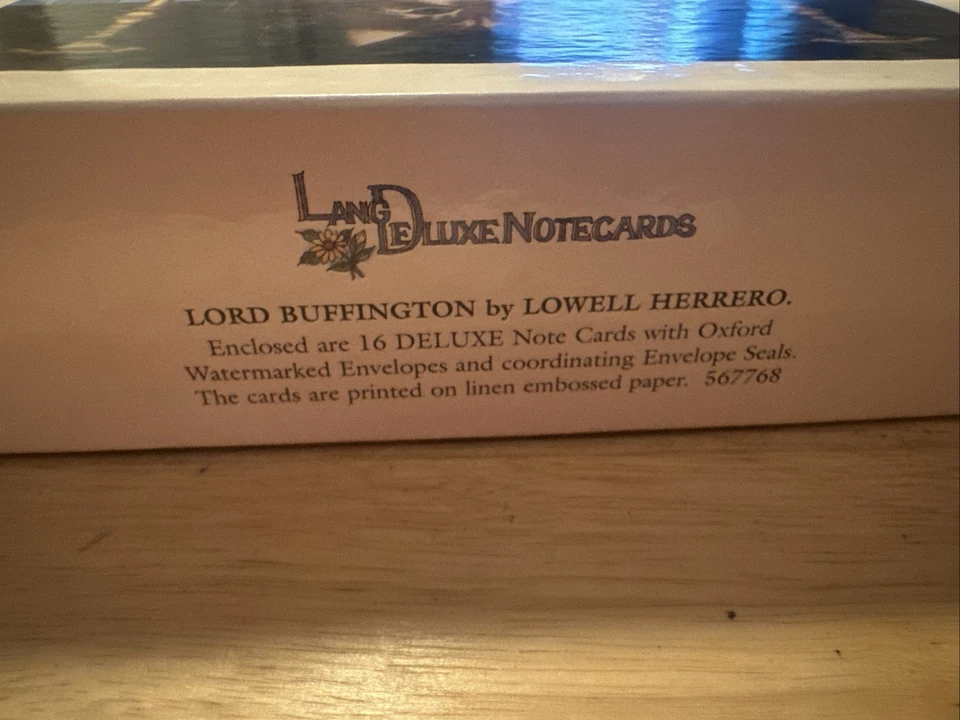 LANG DELUXE NOTECARDS
LORD BUFFINGTON by LOWELL HERRERO.
Enclosed are 16 DELUXE Note Cards with Oxford
Watermarked Envelopes and coordinating Envelope Seals.
The cards are printed on linen embossed paper. 567768